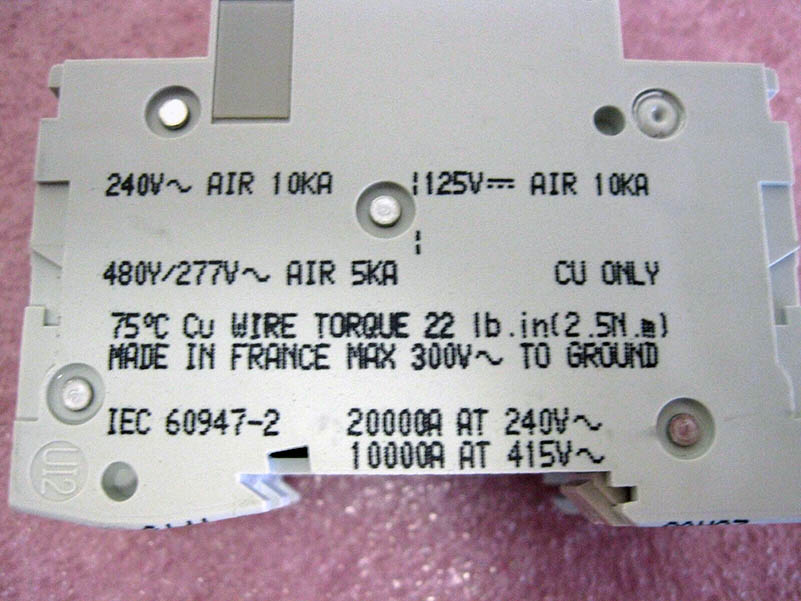 240V～ AIR 10KA ¦125V⎓ AIR 10KA
480Y/277V～ AIR 5KA CU ONLY
75°C Cu WIRE TORQUE 22 lb.in(2.5N.m)
MADE IN FRANCE MAX 300V～ TO GROUND
IEC 60947-2 20000A AT 240V～
10000A AT 415V～
U12